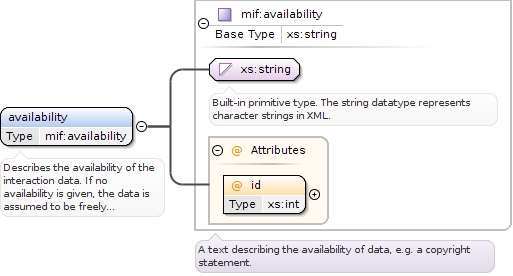 mif:availability
Base Type xs:string
xs:string
Built-in primitive type. The string datatype represents
character strings in XML.
availability
Type mif:availability
Describes the availability of the
interaction data. If no
availability is given, the data is
assumed to be freely...
@ Attributes
@ id
Type xs:int
A text describing the availability of data, e.g. a copyright
statement.